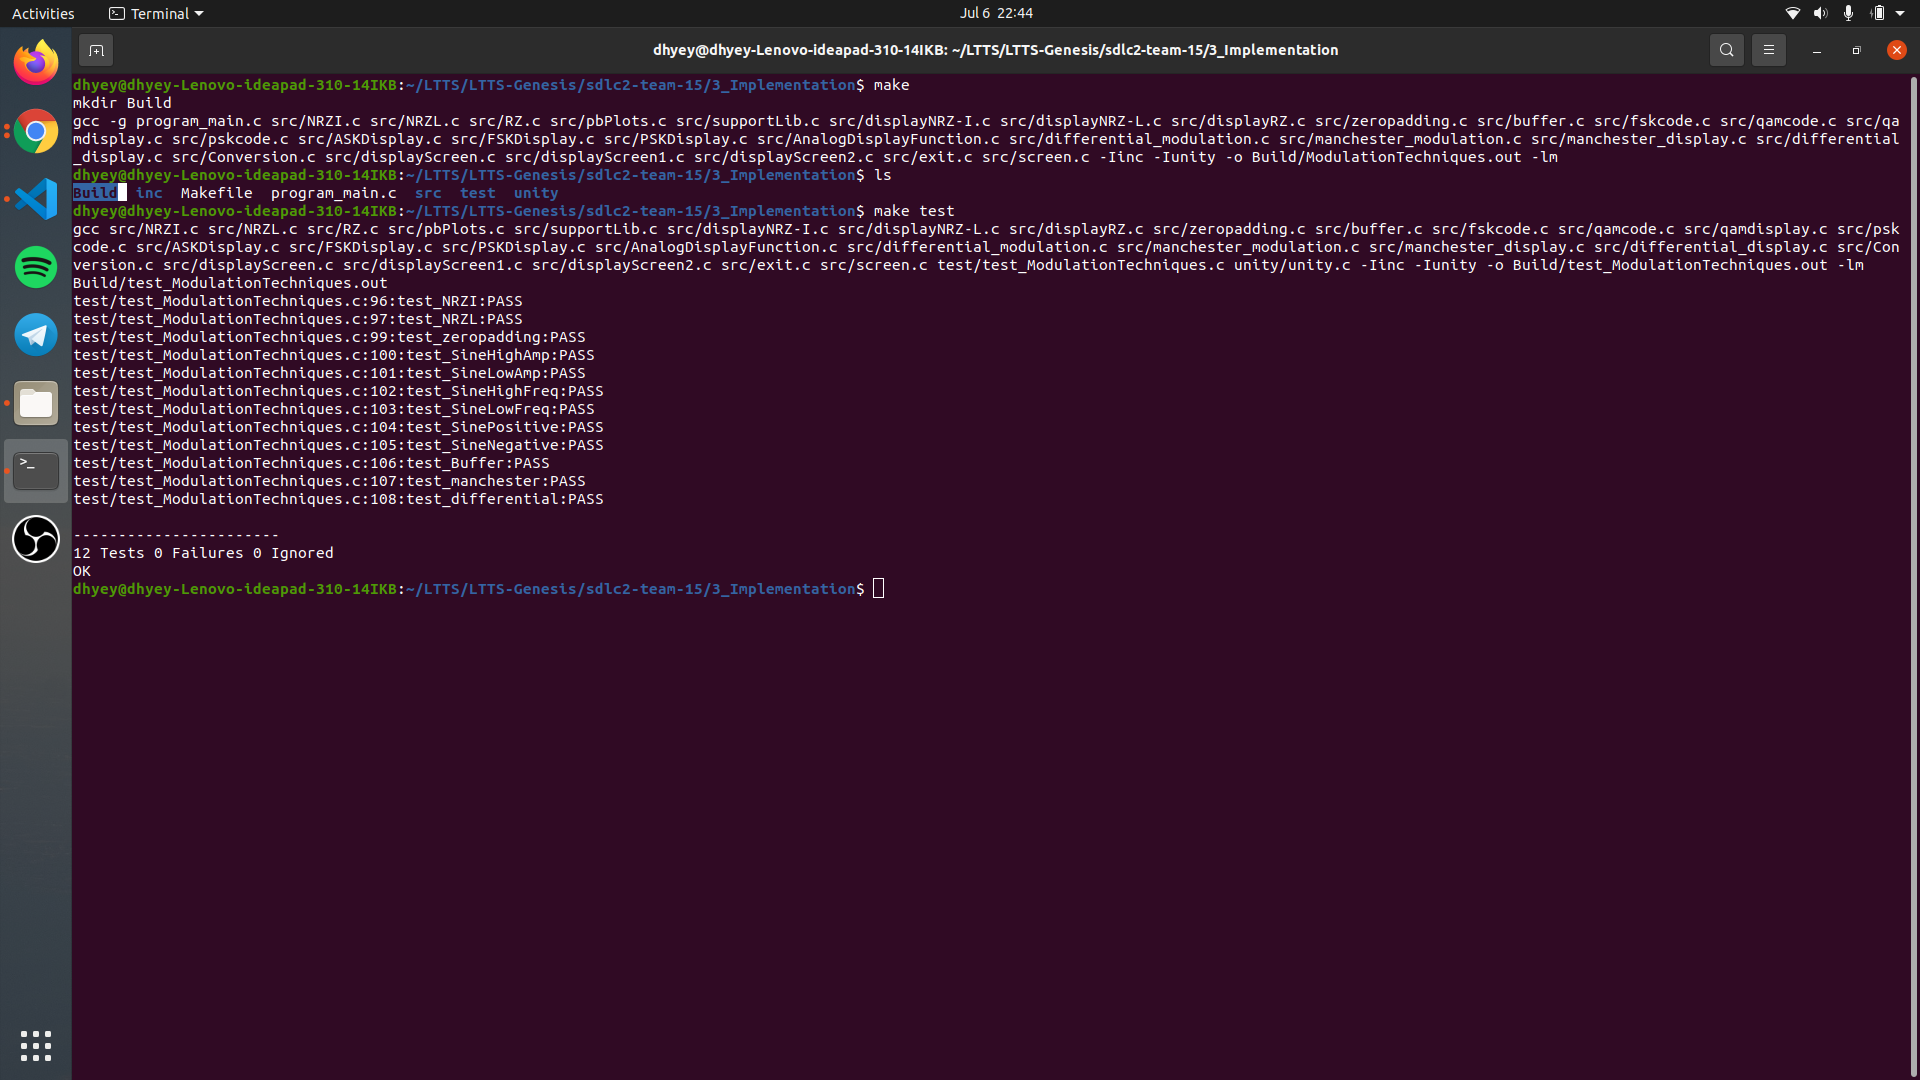 Activities
Terminal
Jul 6 22:44
dhyey@dhyey-Lenovo-ideapad-310-14IKB: ~/LTTS/LTTS-Genesis/sdlc2-team-15/3_Implementation
dhyey@dhyey-Lenovo-ideapad-310-14IKB:~/LTTS/LTTS-Genesis/sdlc2-team-15/3_Implementation$ make
mkdir Build
gcc -g program_main.c src/NRZI.c src/NRZL.c src/RZ.c src/pbPlots.c src/supportLib.c src/displayNRZ-I.c src/displayNRZ-L.c src/displayRZ.c src/zeropadding.c src/buffer.c src/fskcode.c src/qamcode.c src/qa
mdisplay.c src/pskcode.c src/ASKDisplay.c src/FSKDisplay.c src/PSKDisplay.c src/AnalogDisplayFunction.c src/differential_modulation.c src/manchester_modulation.c src/manchester_display.c src/differential
_display.c src/Conversion.c src/displayScreen.c src/displayScreen1.c src/displayScreen2.c src/exit.c src/screen.c -Iinc -Iunity -o Build/ModulationTechniques.out -lm
dhyey@dhyey-Lenovo-ideapad-310-14IKB:~/LTTS/LTTS-Genesis/sdlc2-team-15/3_Implementation$ ls
Build  inc  Makefile  program_main.c  src  test  unity
dhyey@dhyey-Lenovo-ideapad-310-14IKB:~/LTTS/LTTS-Genesis/sdlc2-team-15/3_Implementation$ make test
gcc src/NRZI.c src/NRZL.c src/RZ.c src/pbPlots.c src/supportLib.c src/displayNRZ-I.c src/displayNRZ-L.c src/displayRZ.c src/zeropadding.c src/buffer.c src/fskcode.c src/qamcode.c src/qamdisplay.c src/psk
code.c src/ASKDisplay.c src/FSKDisplay.c src/PSKDisplay.c src/AnalogDisplayFunction.c src/differential_modulation.c src/manchester_modulation.c src/manchester_display.c src/differential_display.c src/Con
version.c src/displayScreen.c src/displayScreen1.c src/displayScreen2.c src/exit.c src/screen.c test/test_ModulationTechniques.c unity/unity.c -Iinc -Iunity -o Build/test_ModulationTechniques.out -lm
Build/test_ModulationTechniques.out
test/test_ModulationTechniques.c:96:test_NRZI:PASS
test/test_ModulationTechniques.c:97:test_NRZL:PASS
test/test_ModulationTechniques.c:99:test_zeropadding:PASS
test/test_ModulationTechniques.c:100:test_SineHighAmp:PASS
test/test_ModulationTechniques.c:101:test_SineLowAmp:PASS
test/test_ModulationTechniques.c:102:test_SineHighFreq:PASS
test/test_ModulationTechniques.c:103:test_SineLowFreq:PASS
test/test_ModulationTechniques.c:104:test_SinePositive:PASS
test/test_ModulationTechniques.c:105:test_SineNegative:PASS
test/test_ModulationTechniques.c:106:test_Buffer:PASS
test/test_ModulationTechniques.c:107:test_manchester:PASS
test/test_ModulationTechniques.c:108:test_differential:PASS
-----------------------
12 Tests 0 Failures 0 Ignored
OK
dhyey@dhyey-Lenovo-ideapad-310-14IKB:~/LTTS/LTTS-Genesis/sdlc2-team-15/3_Implementation$